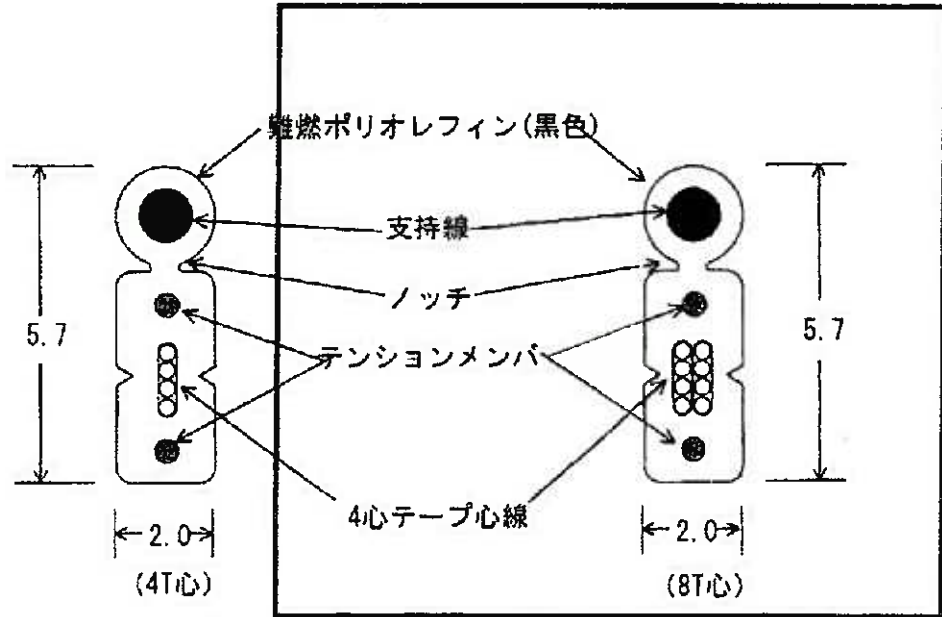 難燃ポリオレフィン(黒色)
支持線
ノッチ
5.7
5.7
テンションメンバ
4心テープ心線
2.0
2.0
(4T心)
(8T心)